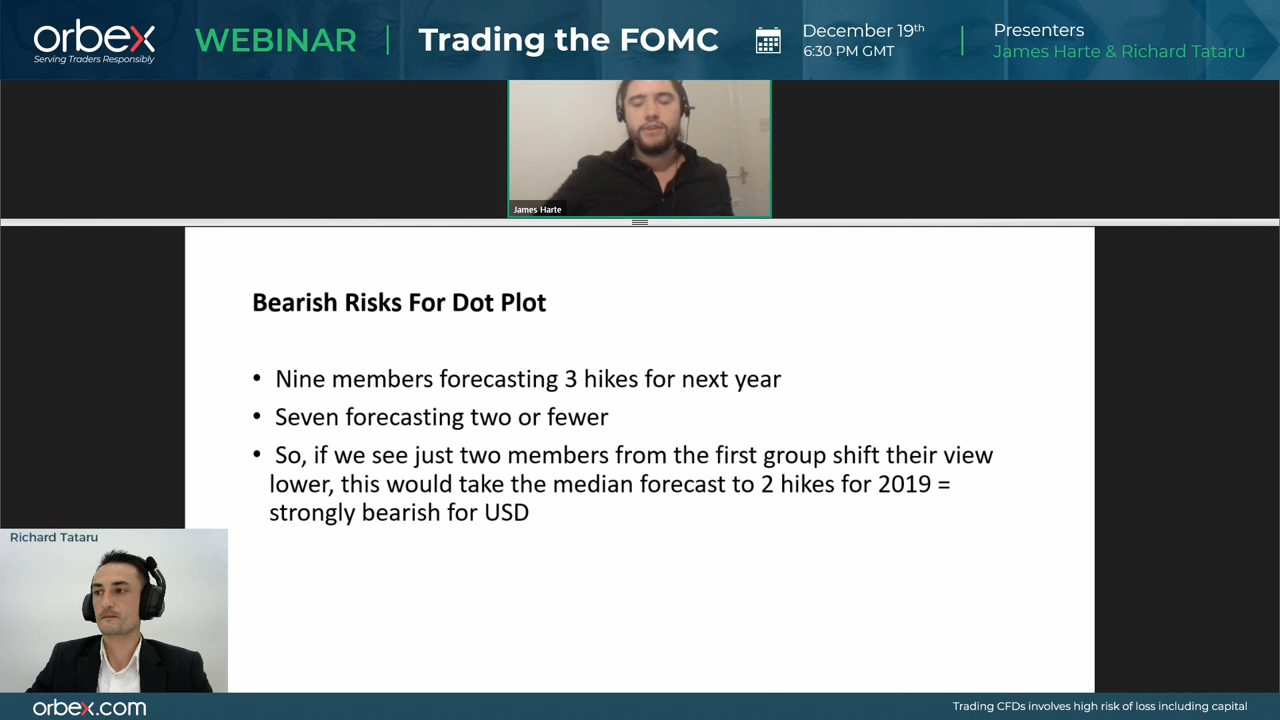 orbex
Serving Traders Responsibly
WEBINAR
Trading the FOMC
December 19th
6:30 PM GMT
Presenters
James Harte & Richard Tataru
James Harte
Bearish Risks For Dot Plot
• Nine members forecasting 3 hikes for next year
• Seven forecasting two or fewer
• So, if we see just two members from the first group shift their view
lower, this would take the median forecast to 2 hikes for 2019 =
strongly bearish for USD
Richard Tataru
orbex.com
Trading CFDs involves high risk of loss including capital